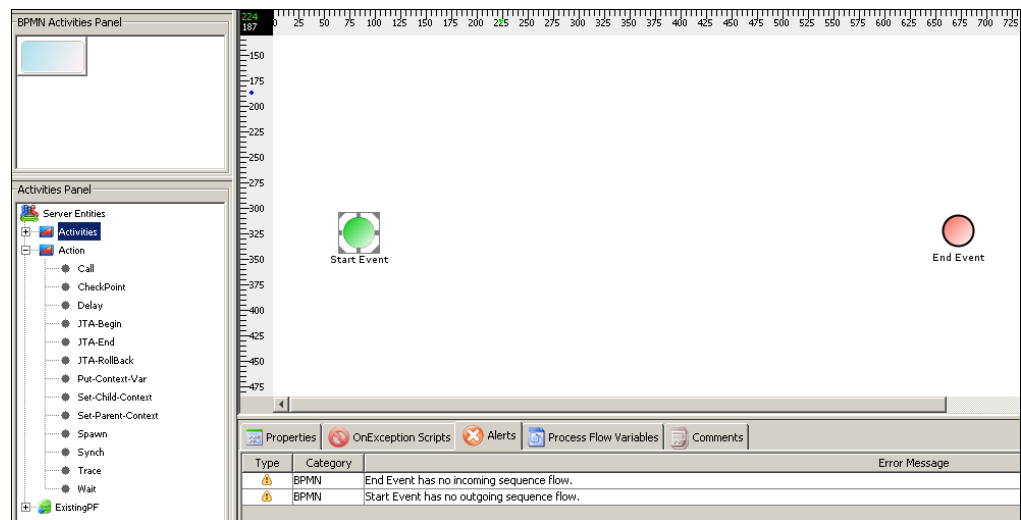 BPMN Activities Panel
224
187
0 25 50 75 100 125 150 175 200 225 250 275 300 325 350 375 400 425 450 475 500 525 550 575 600 625 650 675 700 725
150
175
200
225
250
275
300
325
350
375
400
425
450
475
Activities Panel
Server Entities
Activities
Action
Call
CheckPoint
Delay
JTA-Begin
JTA-End
JTA-RollBack
Put-Context-Var
Set-Child-Context
Set-Parent-Context
Spawn
Synch
Trace
Wait
ExistingPF
Start Event
End Event
Properties OnException Scripts Alerts Process Flow Variables Comments
Type Category Error Message
BPMN End Event has no incoming sequence flow.
BPMN Start Event has no outgoing sequence flow.